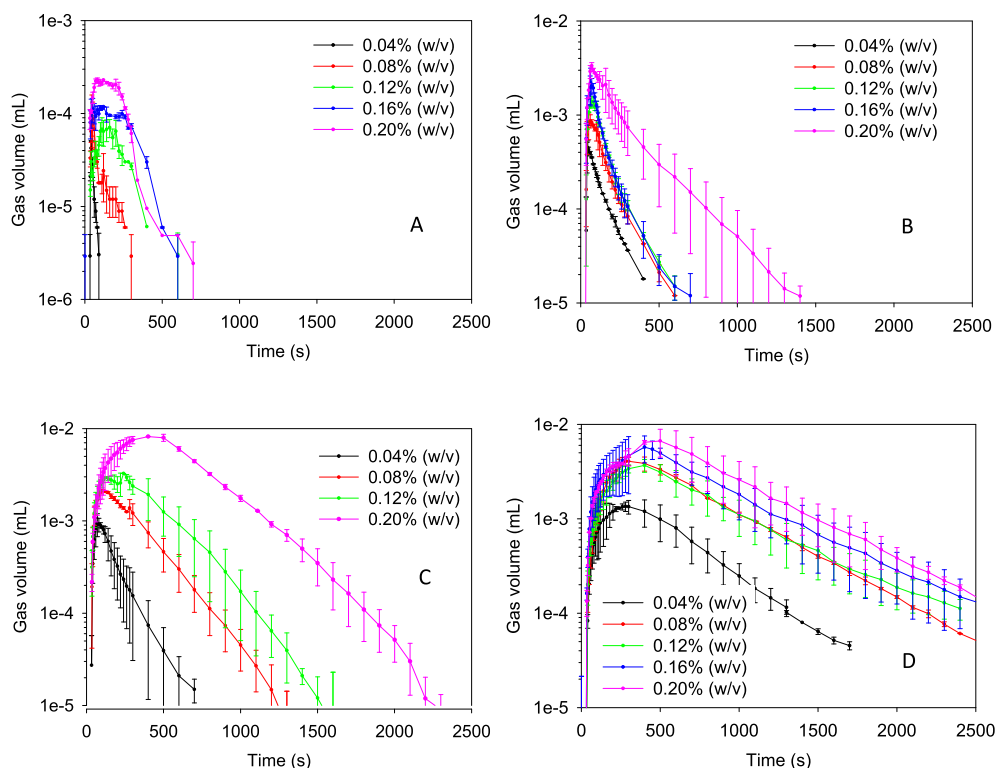 1e-3
1e-4
1e-5
1e-6
Gas volume (mL)
0.04% (w/v)
0.08% (w/v)
0.12% (w/v)
0.16% (w/v)
0.20% (w/v)
A
0 500 1000 1500 2000 2500
Time (s)
1e-2
1e-3
1e-4
1e-5
Gas volume (mL)
0.04% (w/v)
0.08% (w/v)
0.12% (w/v)
0.16% (w/v)
0.20% (w/v)
B
0 500 1000 1500 2000 2500
Time (s)
1e-2
1e-3
1e-4
1e-5
Gas volume (mL)
0.04% (w/v)
0.08% (w/v)
0.12% (w/v)
0.20% (w/v)
C
0 500 1000 1500 2000 2500
Time (s)
1e-2
1e-3
1e-4
1e-5
Gas volume (mL)
0.04% (w/v)
0.08% (w/v)
0.12% (w/v)
0.16% (w/v)
0.20% (w/v)
D
0 500 1000 1500 2000 2500
Time (s)